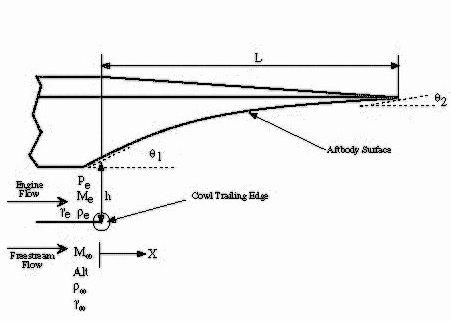 L
θ2
Aftbody Surface
θ1
Pe
Engine
Flow
Me
h
Cowl Trailing Edge
γe
ρe
Freestream
Flow
M∞
X
Alt
ρ∞
γ∞